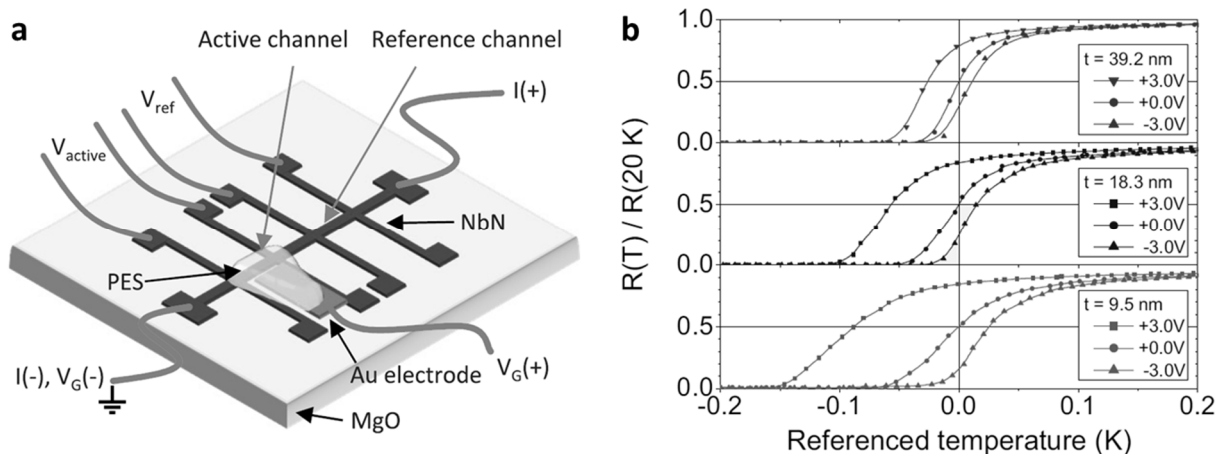 a
Active channel
Reference channel
V_ref
I(+)
V_active
NbN
PES
Au electrode
V_G(+)
I(-), V_G(-)
MgO
b
R(T) / R(20 K)
1.0
0.5
t = 39.2 nm
+3.0V
+0.0V
-3.0V
1.0
0.5
t = 18.3 nm
+3.0V
+0.0V
-3.0V
1.0
0.5
0.0
t = 9.5 nm
+3.0V
+0.0V
-3.0V
-0.2
-0.1
0.0
0.1
0.2
Referenced temperature (K)